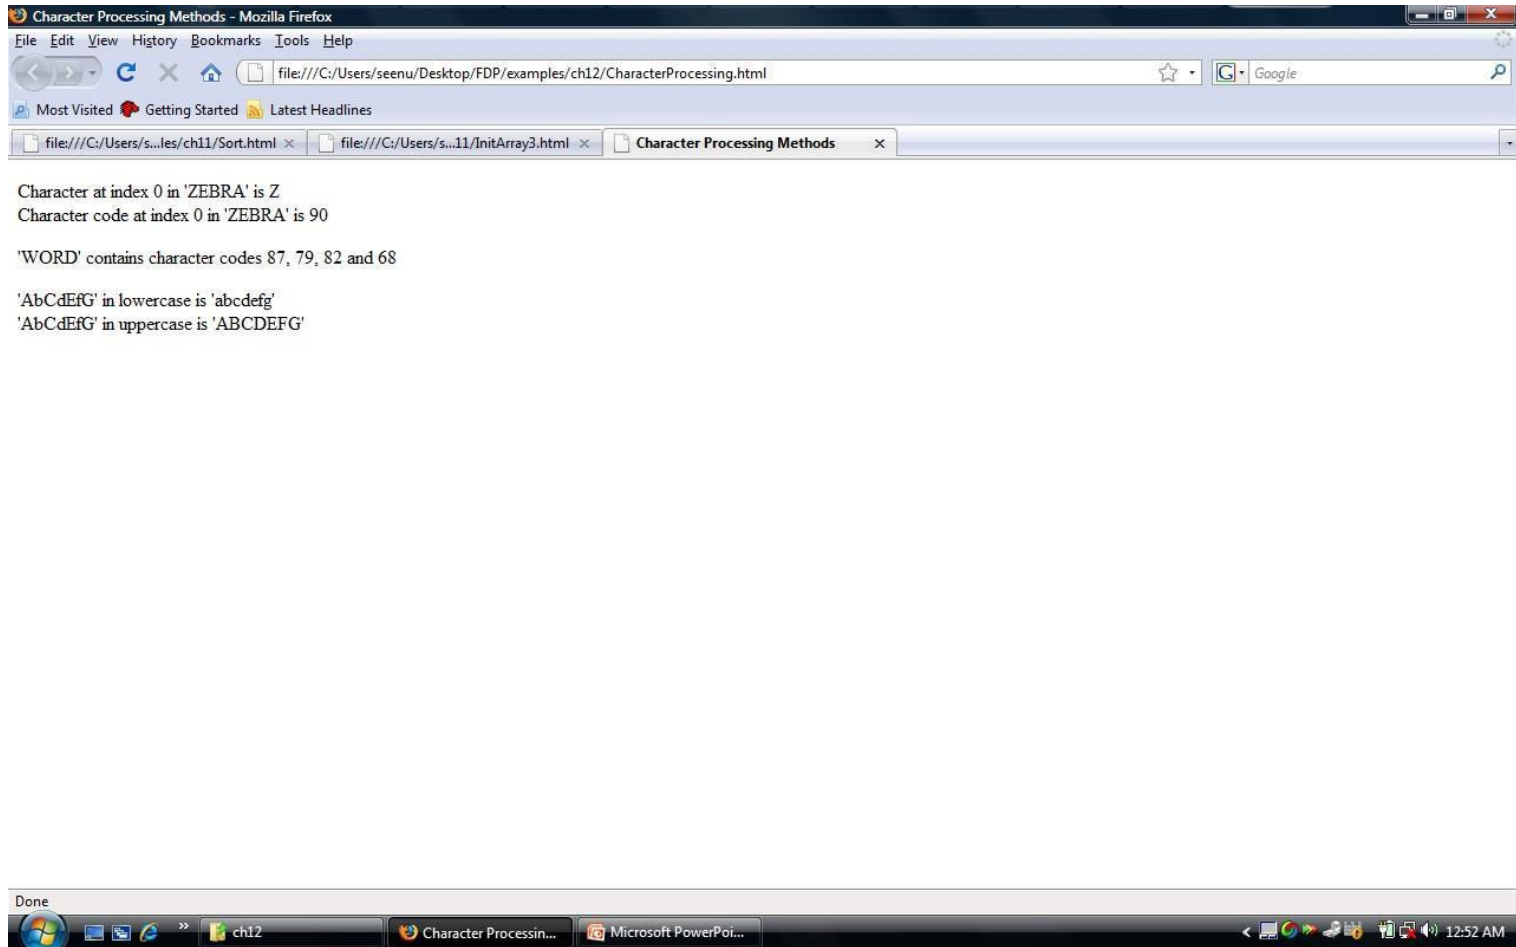 Character Processing Methods - Mozilla Firefox
File Edit View History Bookmarks Tools Help
file:///C:/Users/seenu/Desktop/FDP/examples/ch12/CharacterProcessing.html
G Google
Most Visited Getting Started Latest Headlines
file:///C:/Users/s...les/ch11/Sort.html file:///C:/Users/s...11/InitArray3.html Character Processing Methods
Character at index 0 in 'ZEBRA' is Z
Character code at index 0 in 'ZEBRA' is 90
'WORD' contains character codes 87, 79, 82 and 68
'AbCdEfG' in lowercase is 'abcdefg'
'AbCdEfG' in uppercase is 'ABCDEFG'
Done
ch12 Character Processin... Microsoft PowerPoi... 12:52 AM